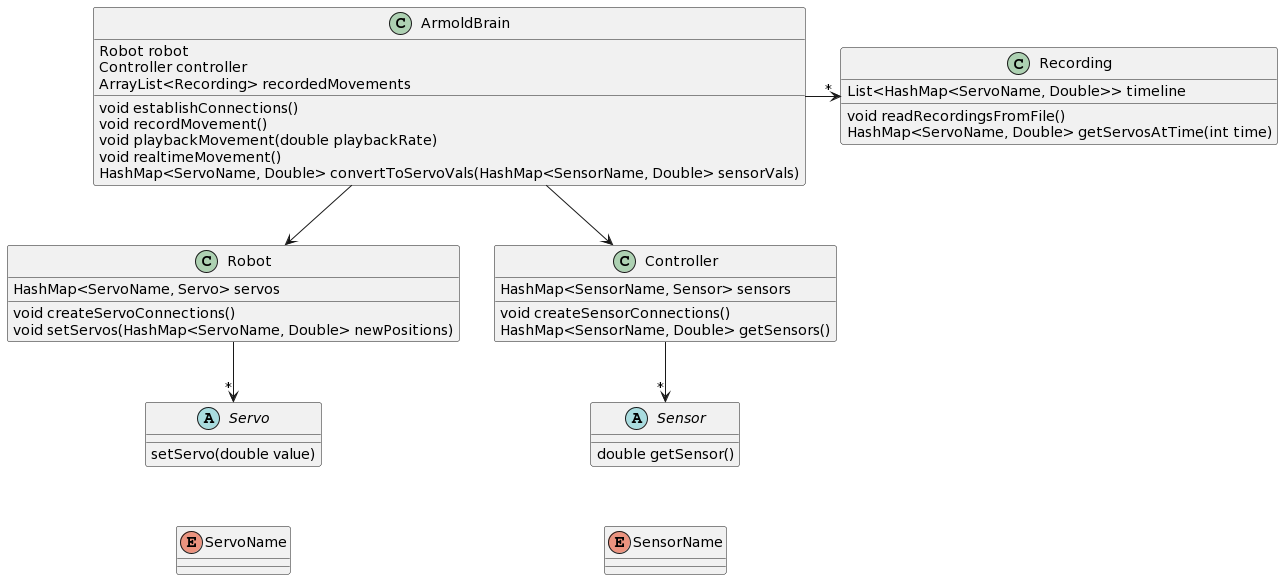 C ArmoldBrain
Robot robot
Controller controller
ArrayList<Recording> recordedMovements
void establishConnections()
void recordMovement()
void playbackMovement(double playbackRate)
void realtimeMovement()
HashMap<ServoName, Double> convertToServoVals(HashMap<SensorName, Double> sensorVals)
*
C Recording
List<HashMap<ServoName, Double>> timeline
void readRecordingsFromFile()
HashMap<ServoName, Double> getServosAtTime(int time)
C Robot
HashMap<ServoName, Servo> servos
void createServoConnections()
void setServos(HashMap<ServoName, Double> newPositions)
C Controller
HashMap<SensorName, Sensor> sensors
void createSensorConnections()
HashMap<SensorName, Double> getSensors()
*
A Servo
setServo(double value)
*
A Sensor
double getSensor()
E ServoName
E SensorName